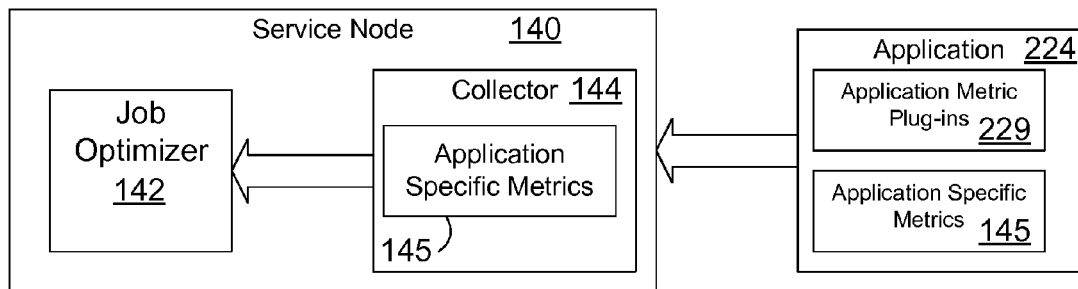 Service Node 140
Job
Optimizer
142
Collector 144
Application
Specific Metrics
145
Application 224
Application Metric
Plug-ins 229
Application Specific
Metrics 145